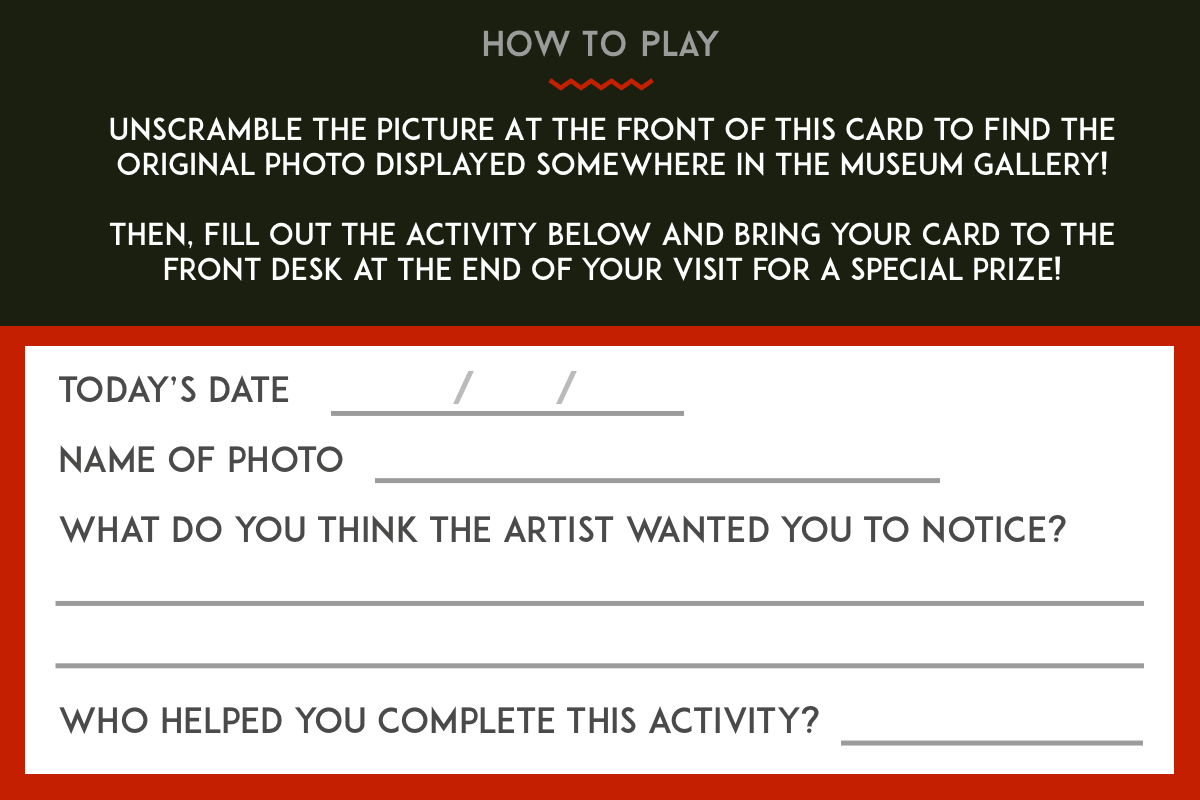 HOW TO PLAY
UNSCRAMBLE THE PICTURE AT THE FRONT OF THIS CARD TO FIND THE
ORIGINAL PHOTO DISPLAYED SOMEWHERE IN THE MUSEUM GALLERY!
THEN, FILL OUT THE ACTIVITY BELOW AND BRING YOUR CARD TO THE
FRONT DESK AT THE END OF YOUR VISIT FOR A SPECIAL PRIZE!
TODAY’S DATE / /
NAME OF PHOTO
WHAT DO YOU THINK THE ARTIST WANTED YOU TO NOTICE?
WHO HELPED YOU COMPLETE THIS ACTIVITY?